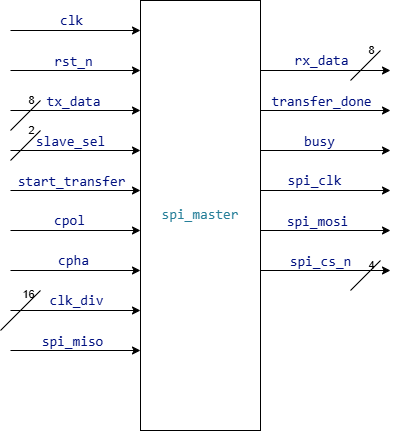 clk
rst_n
8
tx_data
2
slave_sel
start_transfer
cpol
cpha
16
clk_div
spi_miso
spi_master
8
rx_data
transfer_done
busy
spi_clk
spi_mosi
spi_cs_n
4